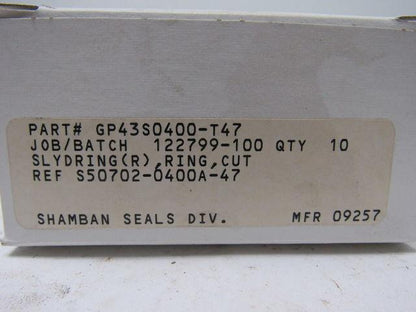 PART# GP43S0400-T47
JOB/BATCH 122799-100 QTY 10
SLYDRING(R),RING,CUT
REF S50702-0400A-47
SHAMBAN SEALS DIV. MFR 09257